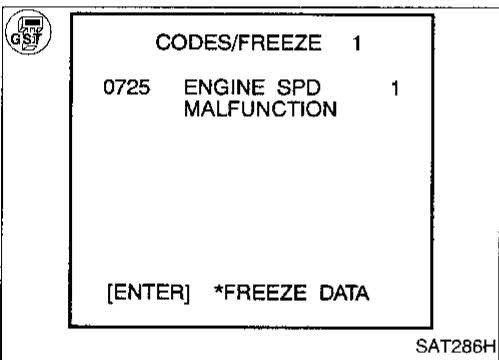 GST
CODES/FREEZE 1
0725 ENGINE SPD 1
MALFUNCTION
[ENTER] *FREEZE DATA
SAT286H